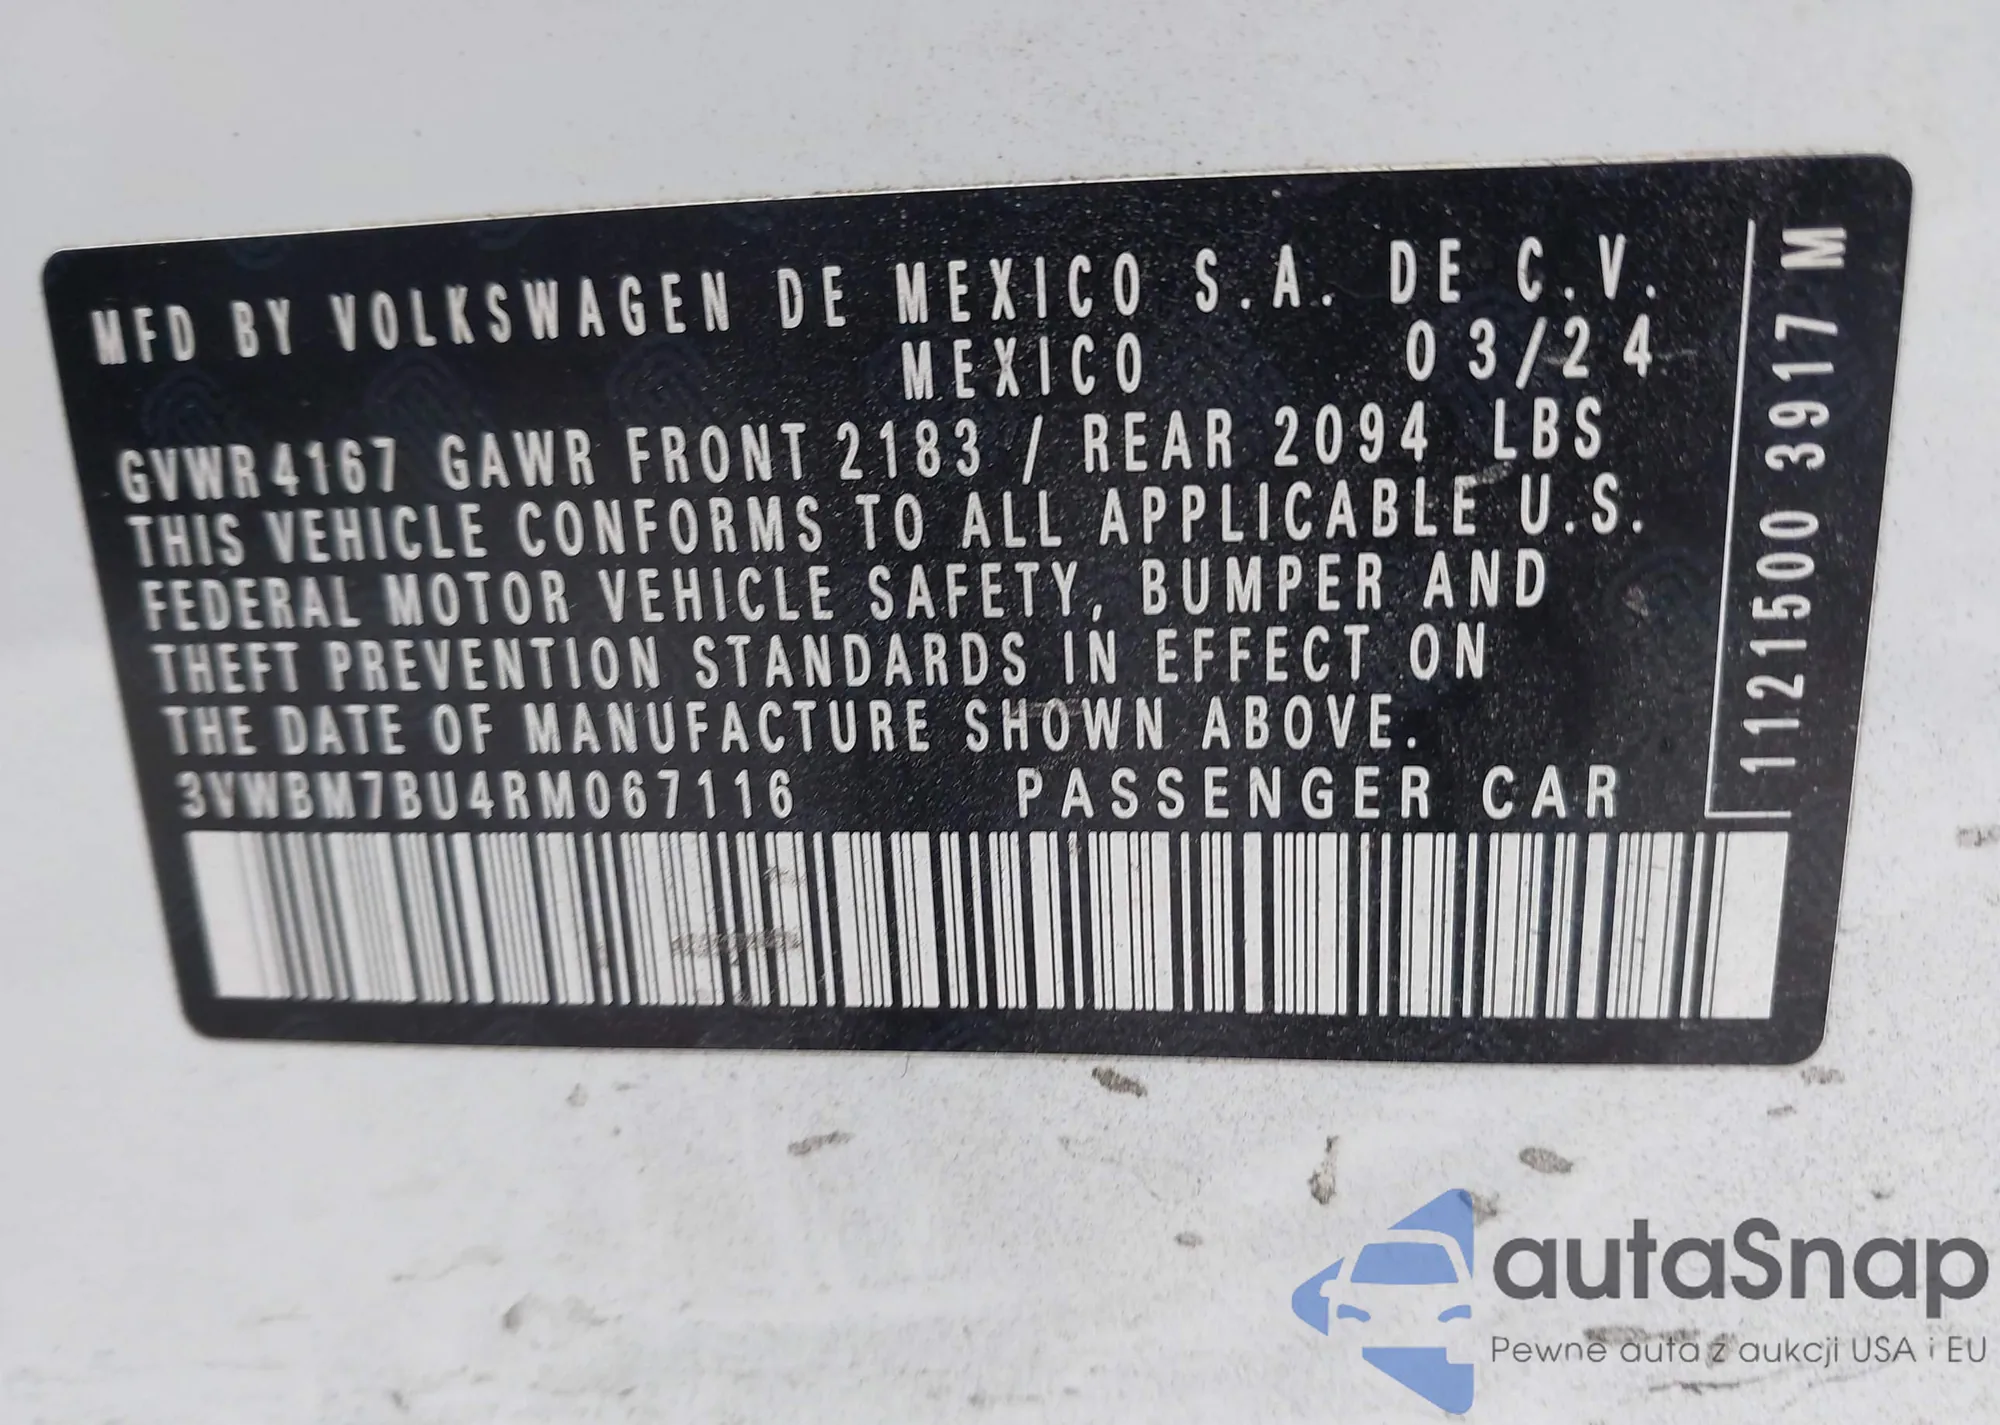 MFD BY VOLKSWAGEN DE MEXICO S.A. DE C.V.
MEXICO 03/24
GVWR 4167 GAWR FRONT 2183 / REAR 2094 LBS
THIS VEHICLE CONFORMS TO ALL APPLICABLE U.S.
FEDERAL MOTOR VEHICLE SAFETY, BUMPER AND
THEFT PREVENTION STANDARDS IN EFFECT ON
THE DATE OF MANUFACTURE SHOWN ABOVE.
3VWBM7BU4RM067116 PASSENGER CAR
1121500 3917 M
autaSnap
Pewne auta z aukcji USA i EU